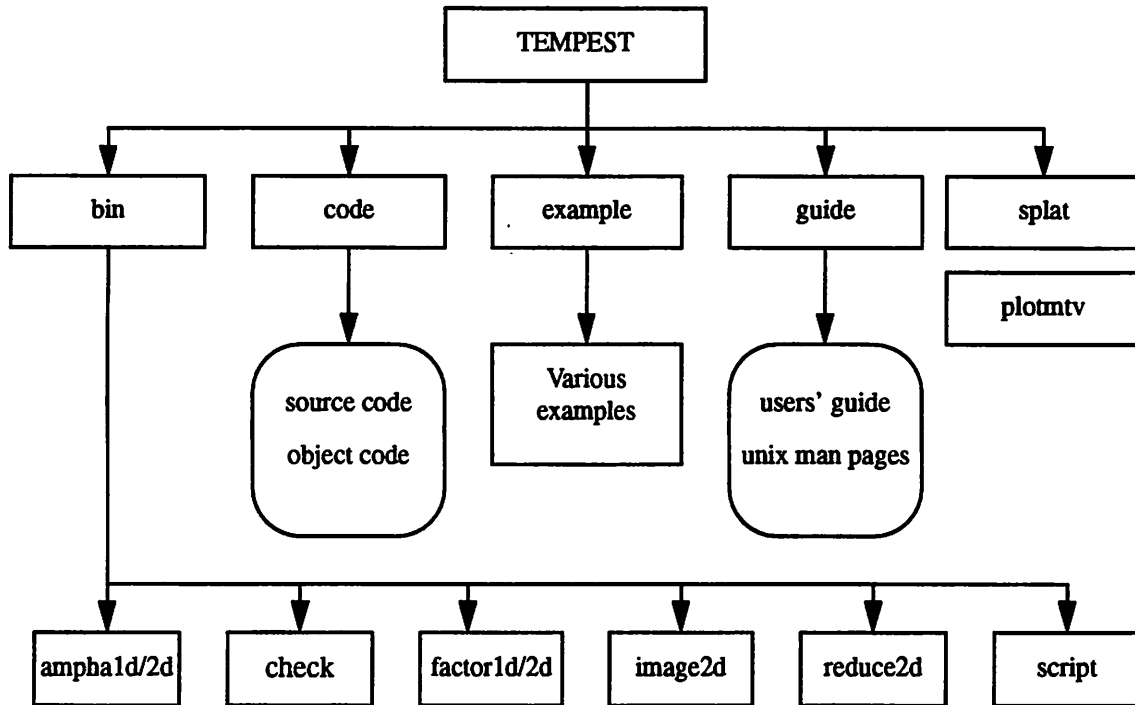 TEMPEST
bin
code
example
guide
splat
plotmtv
source code
object code
Various
examples
users' guide
unix man pages
ampha1d/2d
check
factor1d/2d
image2d
reduce2d
script